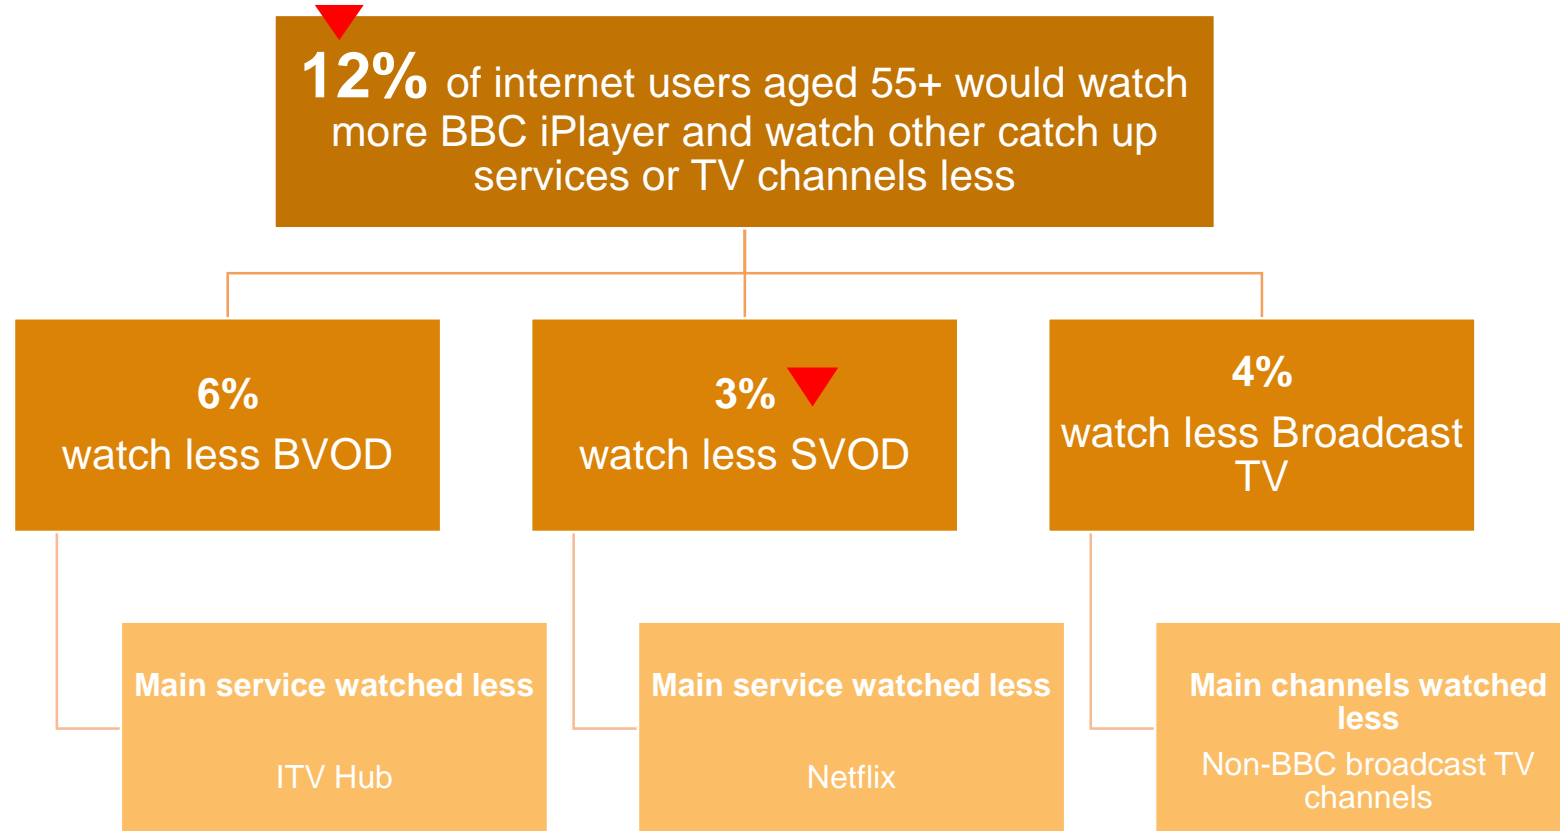 12% of internet users aged 55+ would watch
more BBC iPlayer and watch other catch up
services or TV channels less
6%
watch less BVOD
3%
watch less SVOD
4%
watch less Broadcast
TV
Main service watched less
ITV Hub
Main service watched less
Netflix
Main channels watched
less
Non-BBC broadcast TV
channels